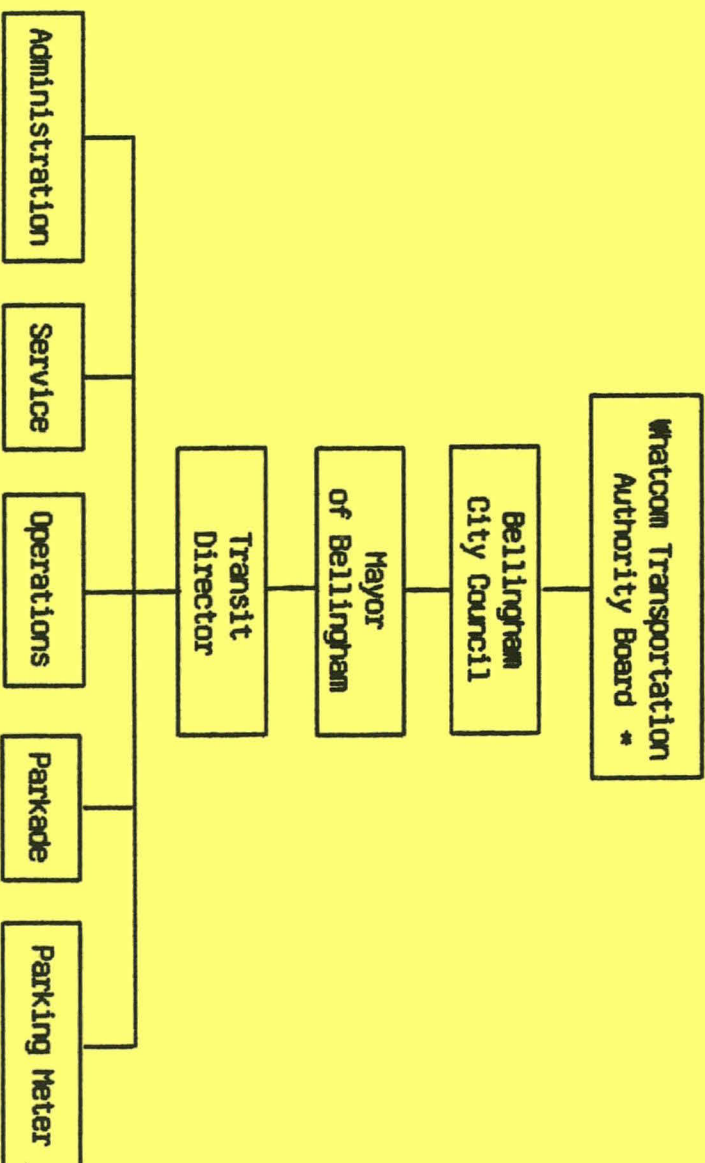 Whatcom Transportation
Authority Board *
Bellingham
City Council
Mayor
of Bellingham
Transit
Director
Administration
Service
Operations
Parkade
Parking Meter